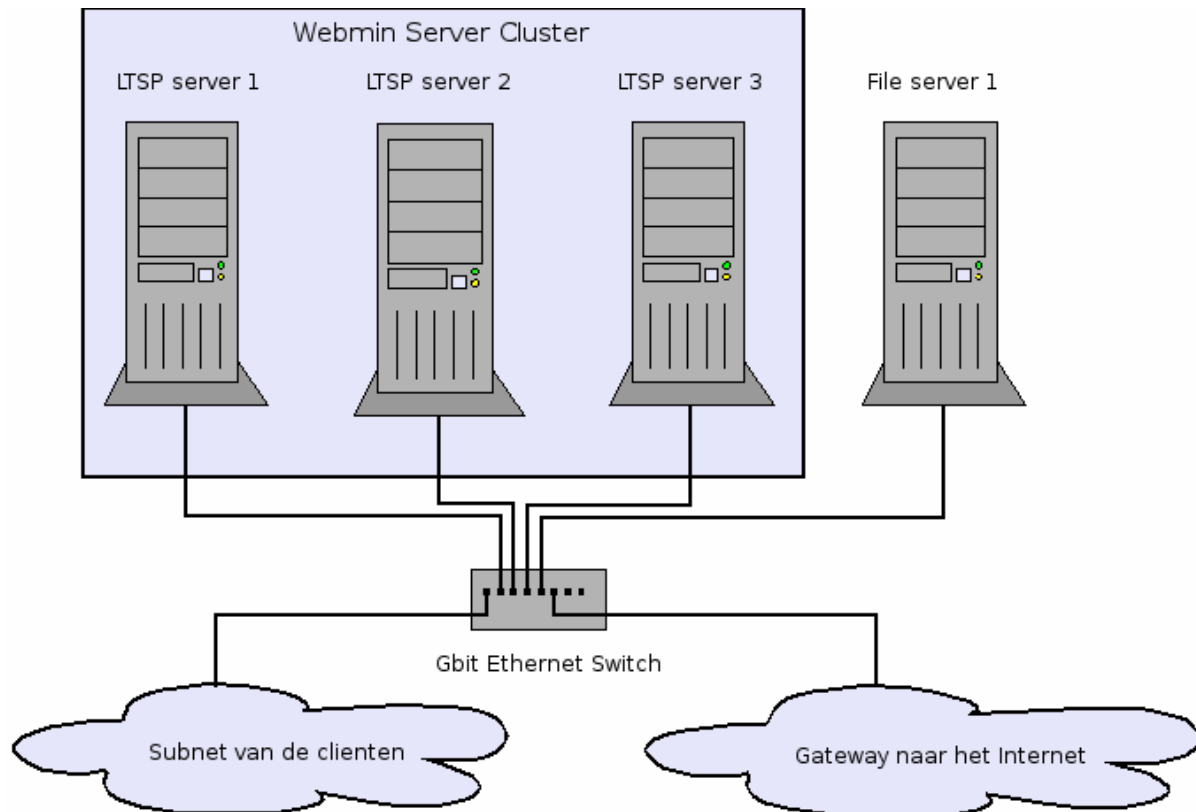 Webmin Server Cluster
LTSP server 1
LTSP server 2
LTSP server 3
File server 1
Gbit Ethernet Switch
Subnet van de clienten
Gateway naar het Internet